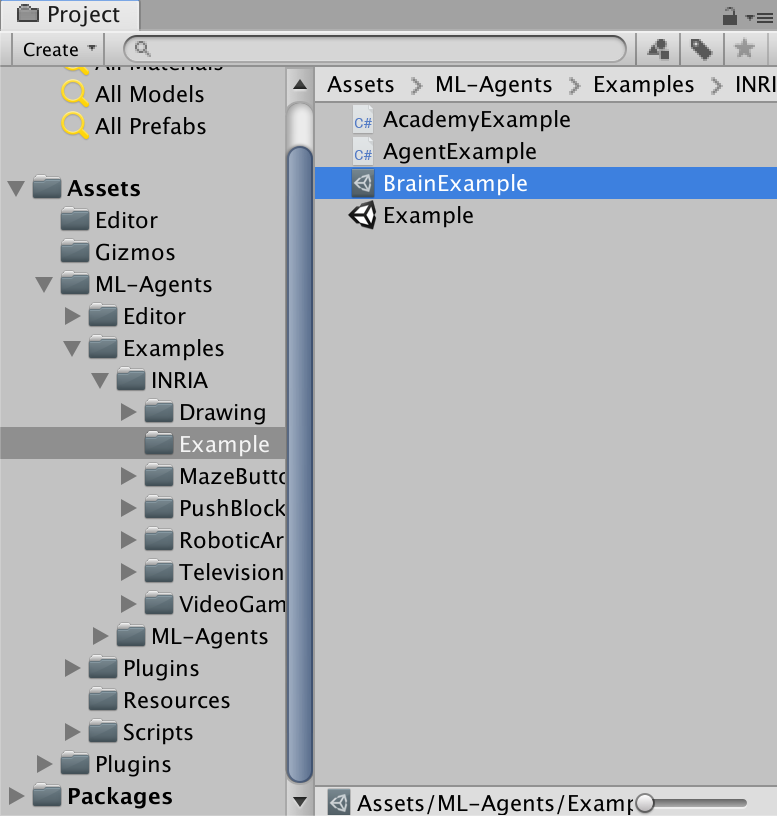 Project
Create
All Materials
All Models
All Prefabs
Assets
Editor
Gizmos
ML-Agents
Editor
Examples
INRIA
Drawing
Example
MazeButto
PushBlock
RoboticAr
Television
VideoGam
ML-Agents
Plugins
Resources
Scripts
Plugins
Packages
Assets > ML-Agents > Examples > INRI
C# AcademyExample
C# AgentExample
BrainExample
Example
Assets/ML-Agents/Examp